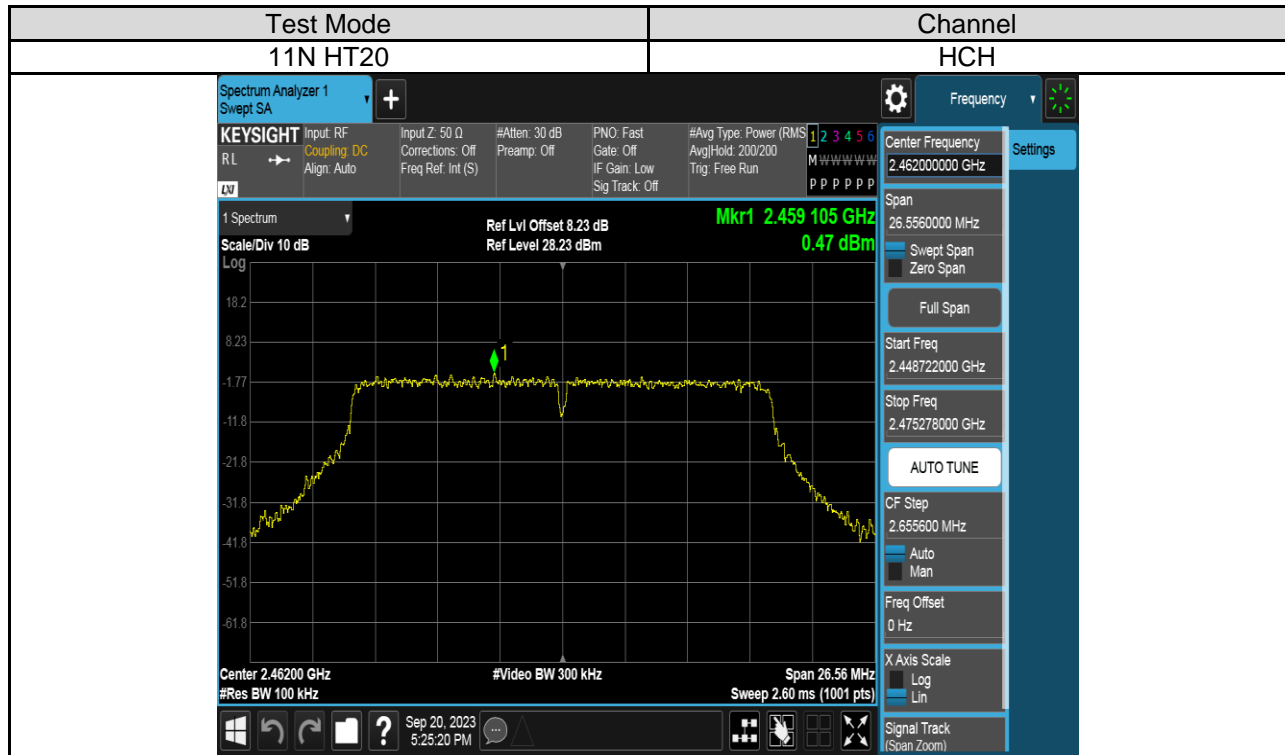 Test Mode
Channel
11N HT20
HCH
Spectrum Analyzer 1
Swept SA
+
Frequency
KEYSIGHT
RL
LXI
Input: RF
Coupling: DC
Align: Auto
Input Z: 50 Ω
Corrections: Off
Freq Ref: Int (S)
#Atten: 30 dB
Preamp: Off
PNO: Fast
Gate: Off
IF Gain: Low
Sig Track: Off
#Avg Type: Power (RMS
Avg|Hold: 200/200
Trig: Free Run
1 2 3 4 5 6
M W W W W W
P P P P P P
1 Spectrum
Scale/Div 10 dB
Log
Ref Lvl Offset 8.23 dB
Ref Level 28.23 dBm
Mkr1 2.459 105 GHz
0.47 dBm
18.2
8.23
-1.77
-11.8
-21.8
-31.8
-41.8
-51.8
-61.8
1
Center 2.46200 GHz
#Res BW 100 kHz
#Video BW 300 kHz
Span 26.56 MHz
Sweep 2.60 ms (1001 pts)
Center Frequency
2.462000000 GHz
Settings
Span
26.5560000 MHz
Swept Span
Zero Span
Full Span
Start Freq
2.448722000 GHz
Stop Freq
2.475278000 GHz
AUTO TUNE
CF Step
2.655600 MHz
Auto
Man
Freq Offset
0 Hz
X Axis Scale
Log
Lin
Signal Track
(Span Zoom)
?
Sep 20, 2023
5:25:20 PM